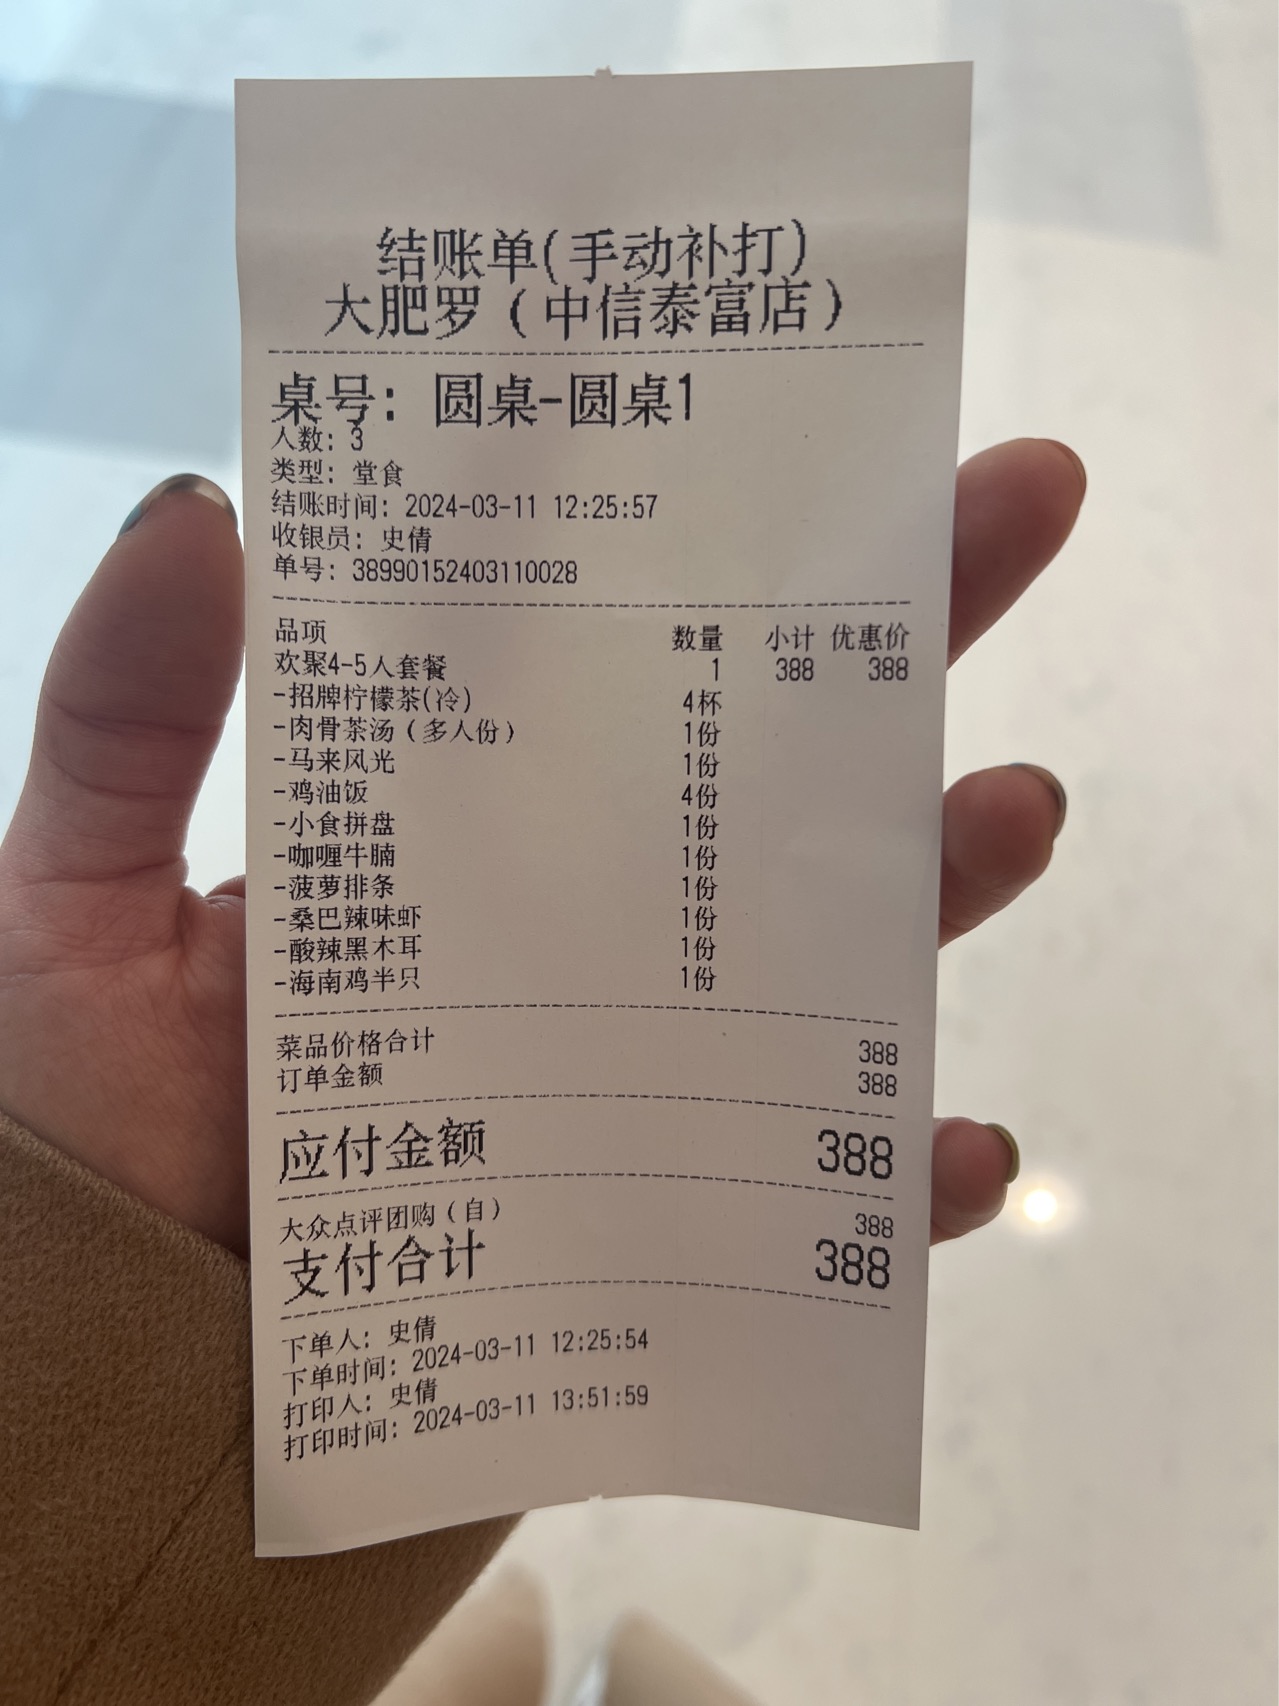 结账单(手动补打)
大肥罗（中信泰富店）
桌号: 圆桌-圆桌1
人数: 3
类型: 堂食
结账时间: 2024-03-11 12:25:57
收银员: 史倩
单号: 38990152403110028
品项 数量 小计 优惠价
欢聚4-5人套餐 1 388 388
-招牌柠檬茶(冷) 4杯
-肉骨茶汤（多人份） 1份
-马来风光 1份
-鸡油饭 4份
-小食拼盘 1份
-咖喱牛腩 1份
-菠萝排条 1份
-桑巴辣味虾 1份
-酸辣黑木耳 1份
-海南鸡半只 1份
菜品价格合计 388
订单金额 388
应付金额 388
大众点评团购（自） 388
支付合计 388
下单人: 史倩
下单时间: 2024-03-11 12:25:54
打印人: 史倩
打印时间: 2024-03-11 13:51:59